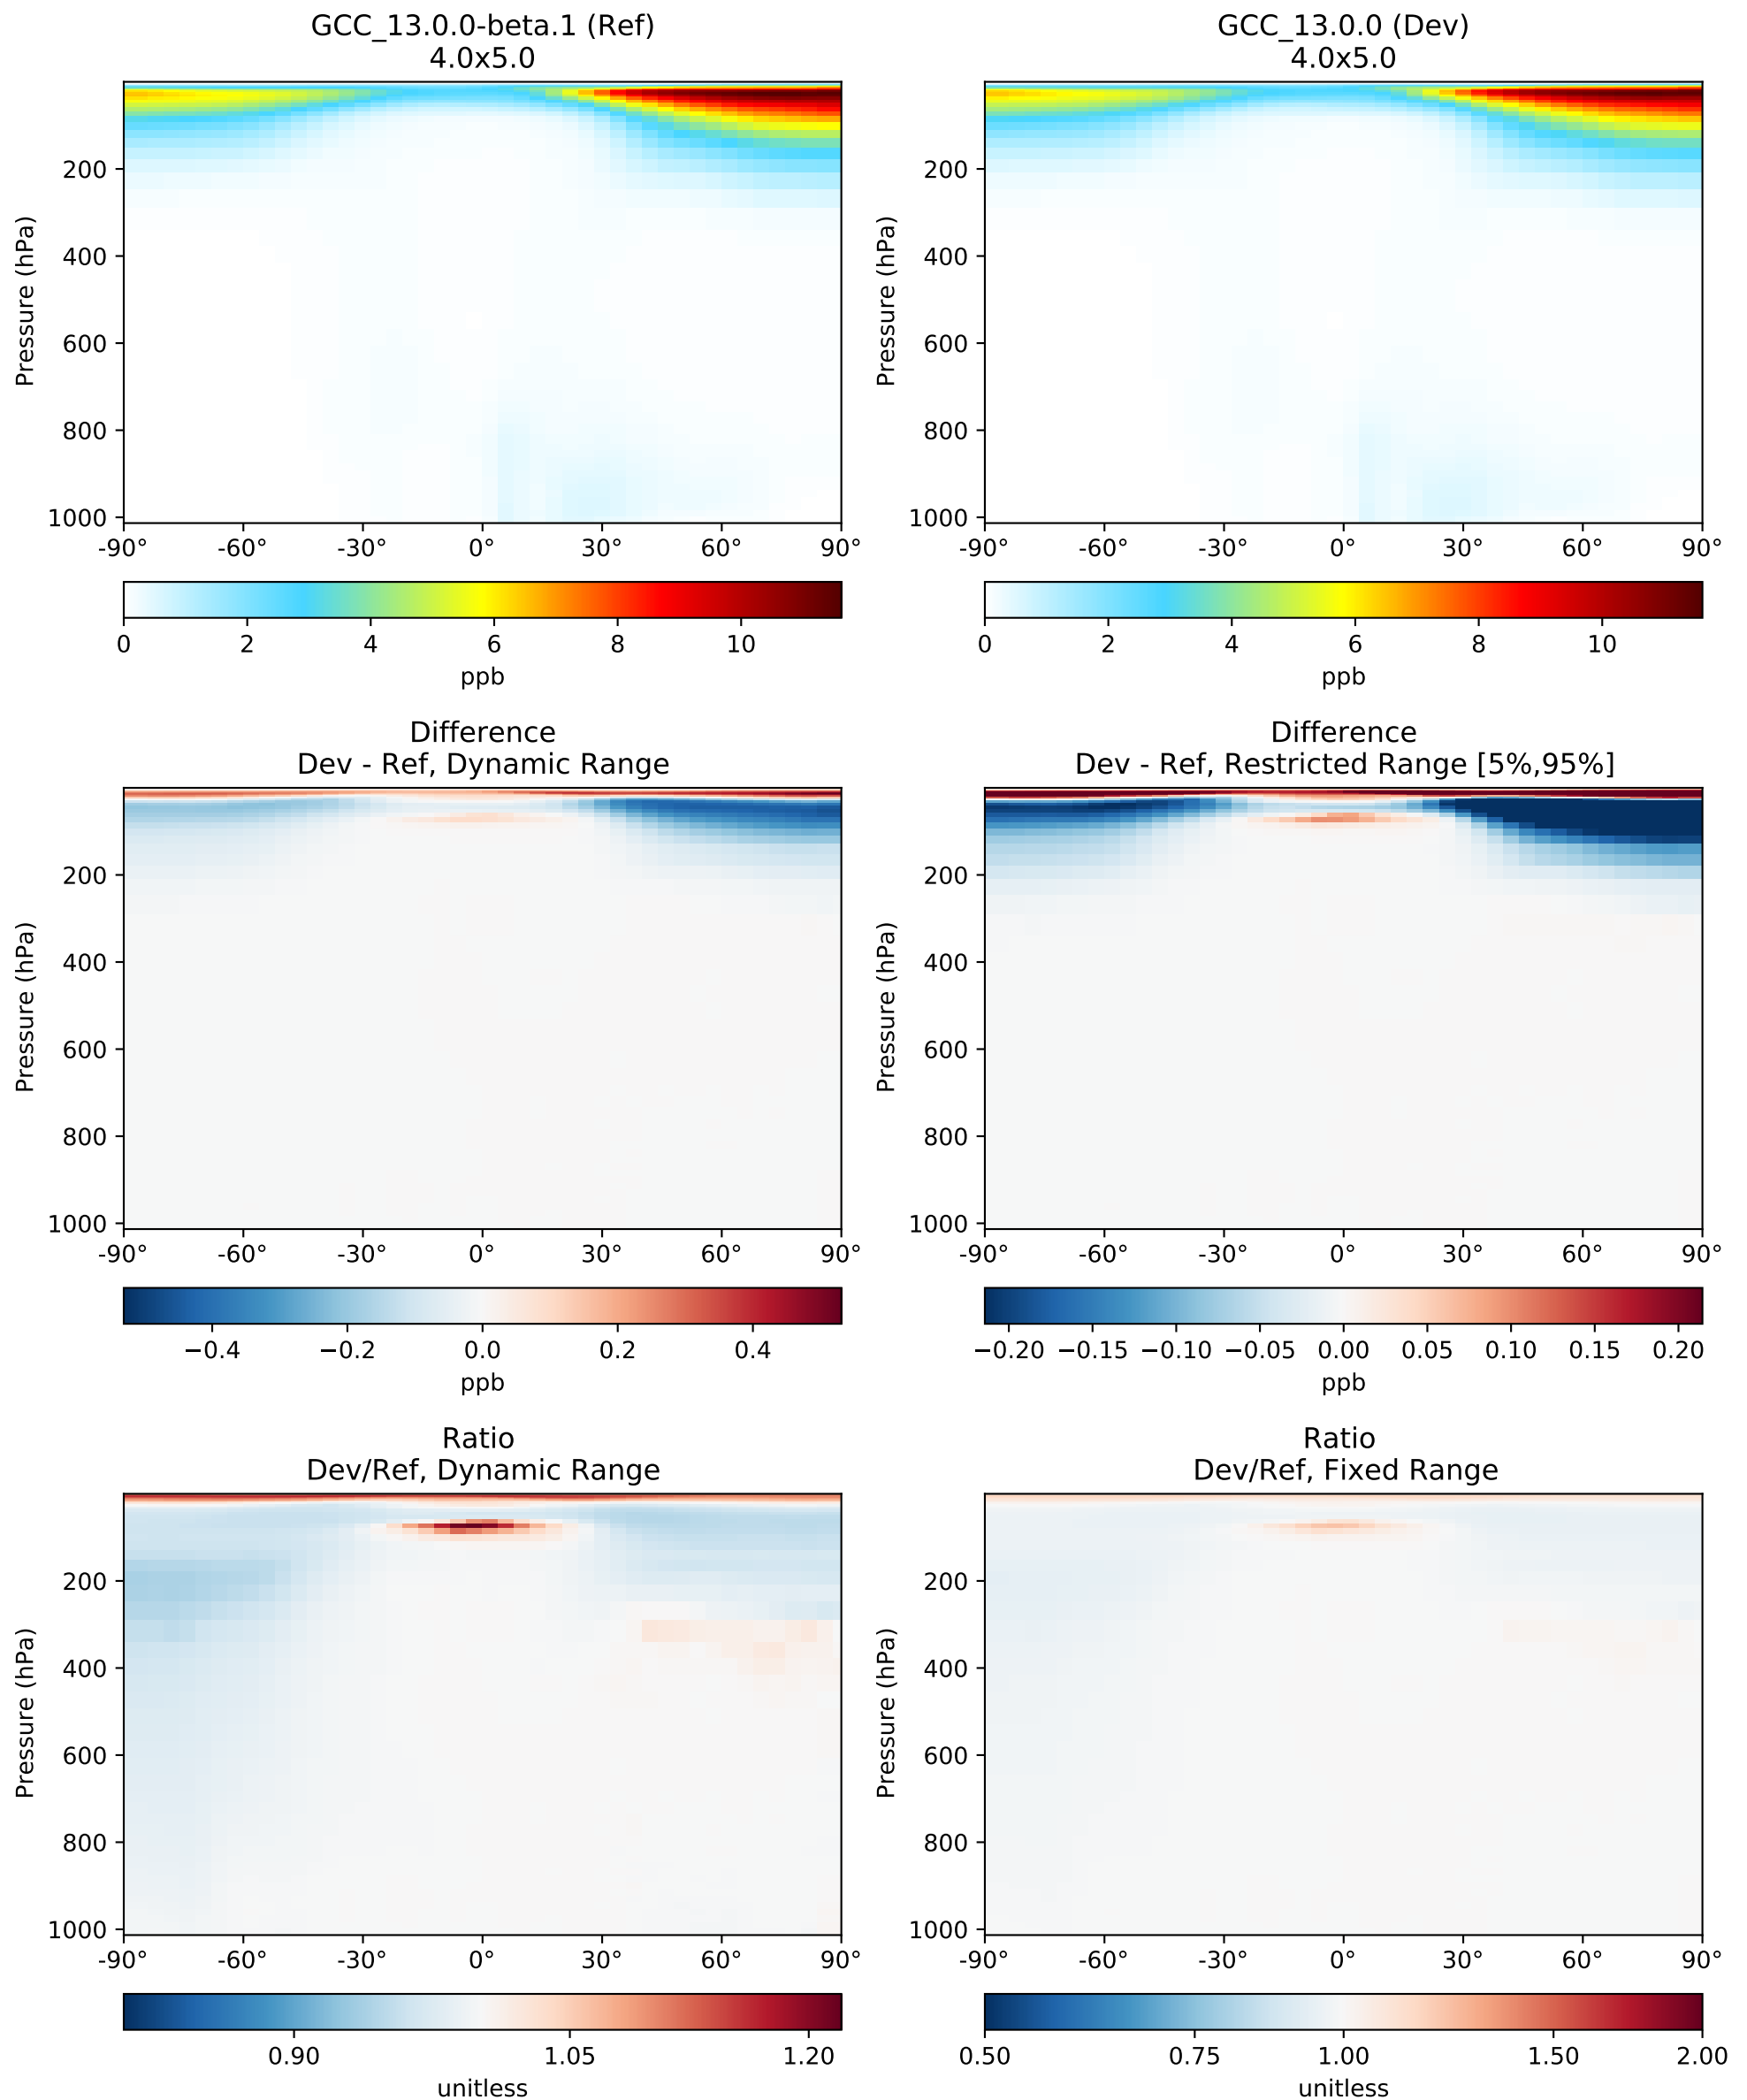 GCC_13.0.0-beta.1 (Ref)
4.0x5.0
Pressure (hPa)
200
400
600
800
1000
-90° -60° -30° 0° 30° 60° 90°
0 2 4 6 8 10
ppb
GCC_13.0.0 (Dev)
4.0x5.0
Pressure (hPa)
200
400
600
800
1000
-90° -60° -30° 0° 30° 60° 90°
0 2 4 6 8 10
ppb
Difference
Dev - Ref, Dynamic Range
Pressure (hPa)
200
400
600
800
1000
-90° -60° -30° 0° 30° 60° 90°
−0.4 −0.2 0.0 0.2 0.4
ppb
Difference
Dev - Ref, Restricted Range [5%,95%]
Pressure (hPa)
200
400
600
800
1000
-90° -60° -30° 0° 30° 60° 90°
−0.20 −0.15 −0.10 −0.05 0.00 0.05 0.10 0.15 0.20
ppb
Ratio
Dev/Ref, Dynamic Range
Pressure (hPa)
200
400
600
800
1000
-90° -60° -30° 0° 30° 60° 90°
0.90 1.05 1.20
unitless
Ratio
Dev/Ref, Fixed Range
Pressure (hPa)
200
400
600
800
1000
-90° -60° -30° 0° 30° 60° 90°
0.50 0.75 1.00 1.50 2.00
unitless